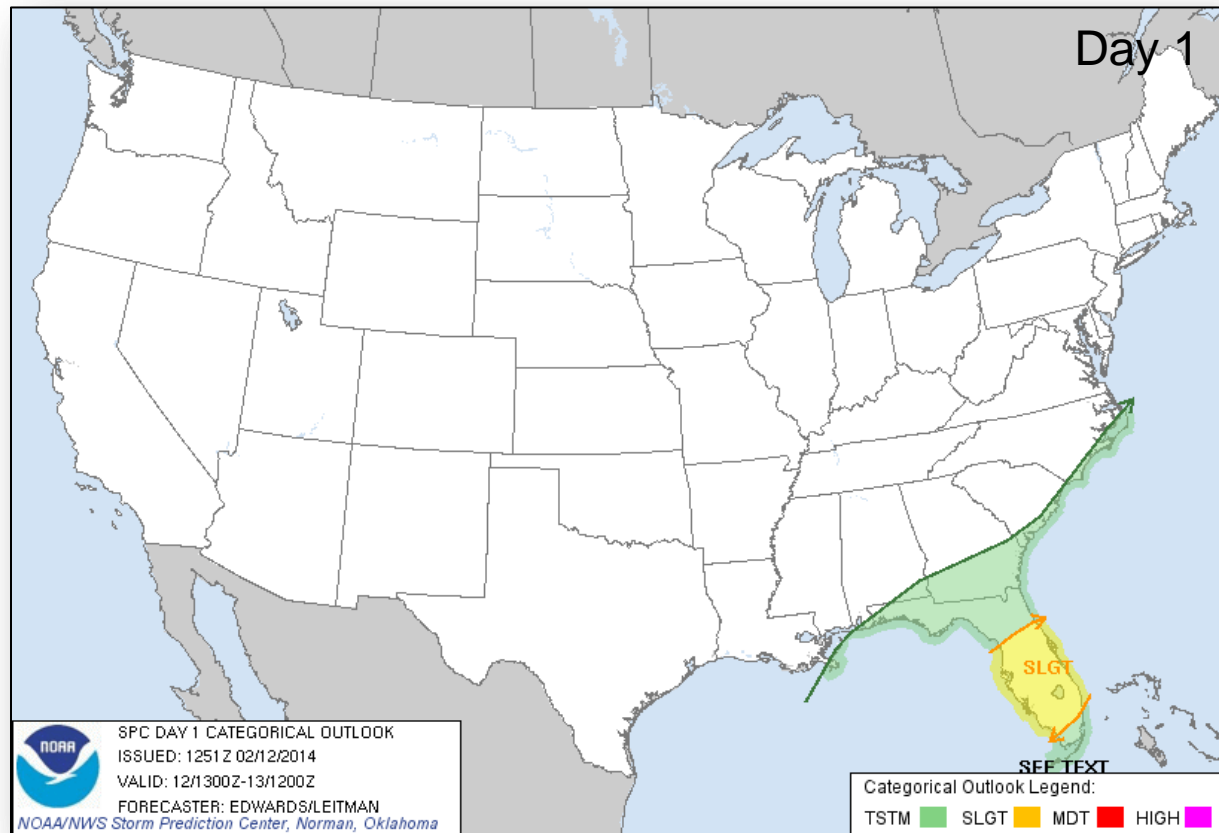 Day 1
SLGT
SEE TEXT
NOAA
SPC DAY 1 CATEGORICAL OUTLOOK
ISSUED: 1251Z 02/12/2014
VALID: 12/1300Z-13/1200Z
FORECASTER: EDWARDS/LEITMAN
NOAA/NWS Storm Prediction Center, Norman, Oklahoma
Categorical Outlook Legend:
TSTM SLGT MDT HIGH